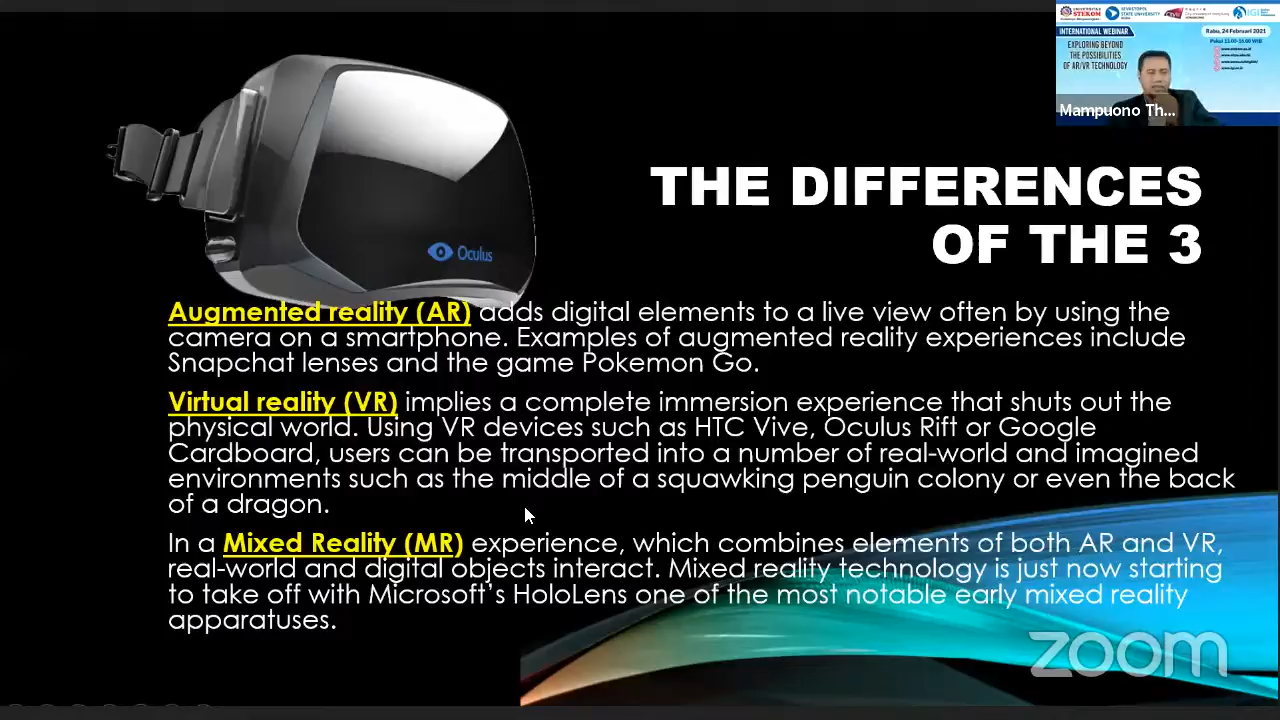 UNIVERSITAS
STEKOM
SEVASTOPOL
STATE UNIVERSITY
IGI
INTERNATIONAL WEBINAR
EXPLORING BEYOND
THE POSSIBILITIES
OF AR/VR TECHNOLOGY
Rabu, 24 Februari 2021
Mampuono Th...
THE DIFFERENCES
OF THE 3
Oculus
Augmented reality (AR) adds digital elements to a live view often by using the
camera on a smartphone. Examples of augmented reality experiences include
Snapchat lenses and the game Pokemon Go.
Virtual reality (VR) implies a complete immersion experience that shuts out the
physical world. Using VR devices such as HTC Vive, Oculus Rift or Google
Cardboard, users can be transported into a number of real-world and imagined
environments such as the middle of a squawking penguin colony or even the back
of a dragon.
In a Mixed Reality (MR) experience, which combines elements of both AR and VR,
real-world and digital objects interact. Mixed reality technology is just now starting
to take off with Microsoft’s HoloLens one of the most notable early mixed reality
apparatuses.
zoom